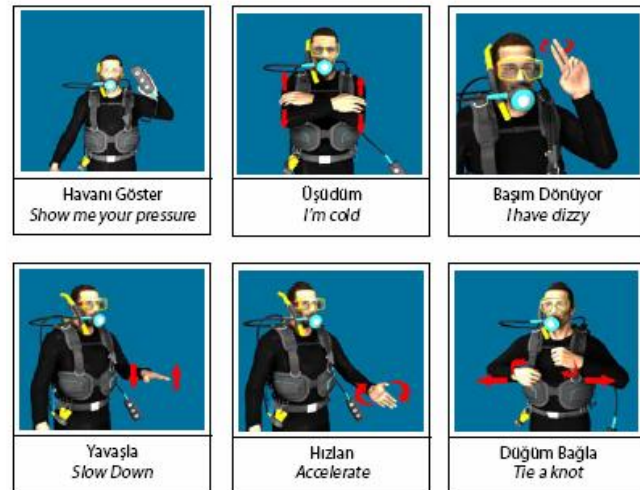 Havanı Göster
Show me your pressure
Üşüdüm
I'm cold
Başım Dönüyor
I have dizzy
Yavaşla
Slow Down
Hızlan
Accelerate
Düğüm Bağla
Tie a knot